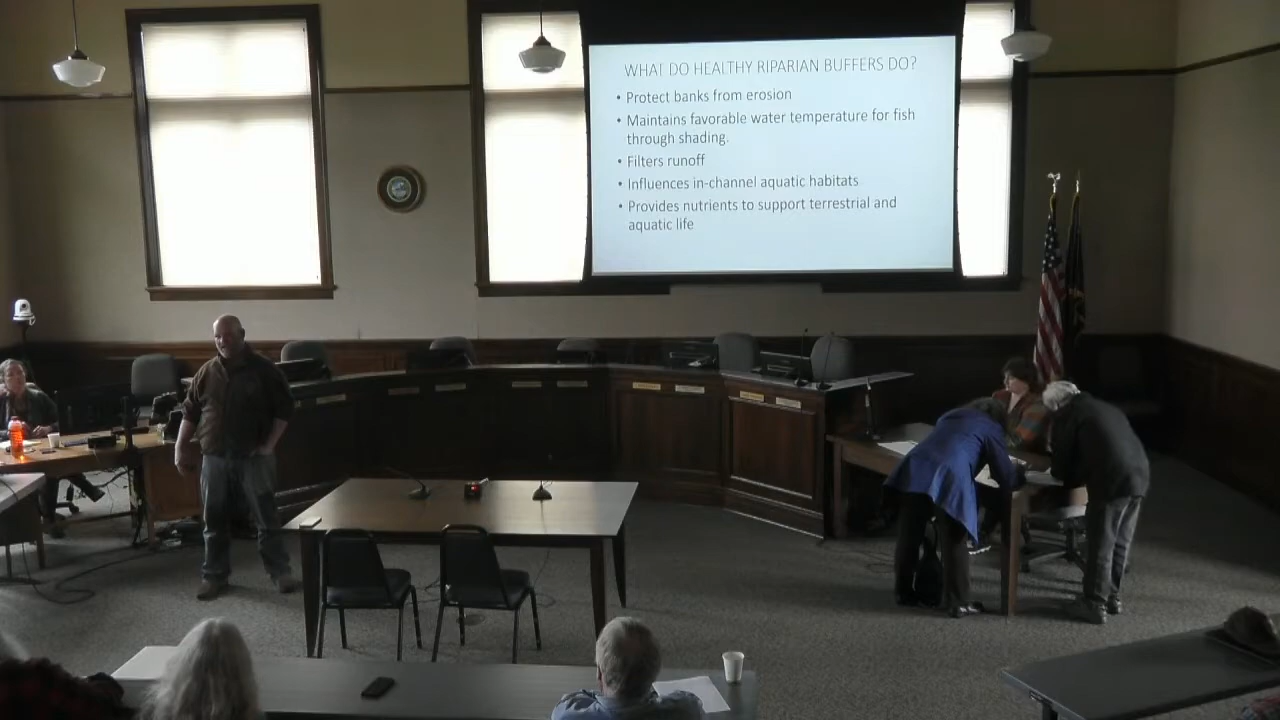 WHAT DO HEALTHY RIPARIAN BUFFERS DO?
• Protect banks from erosion
• Maintains favorable water temperature for fish
through shading.
• Filters runoff
• Influences in-channel aquatic habitats
• Provides nutrients to support terrestrial and
aquatic life